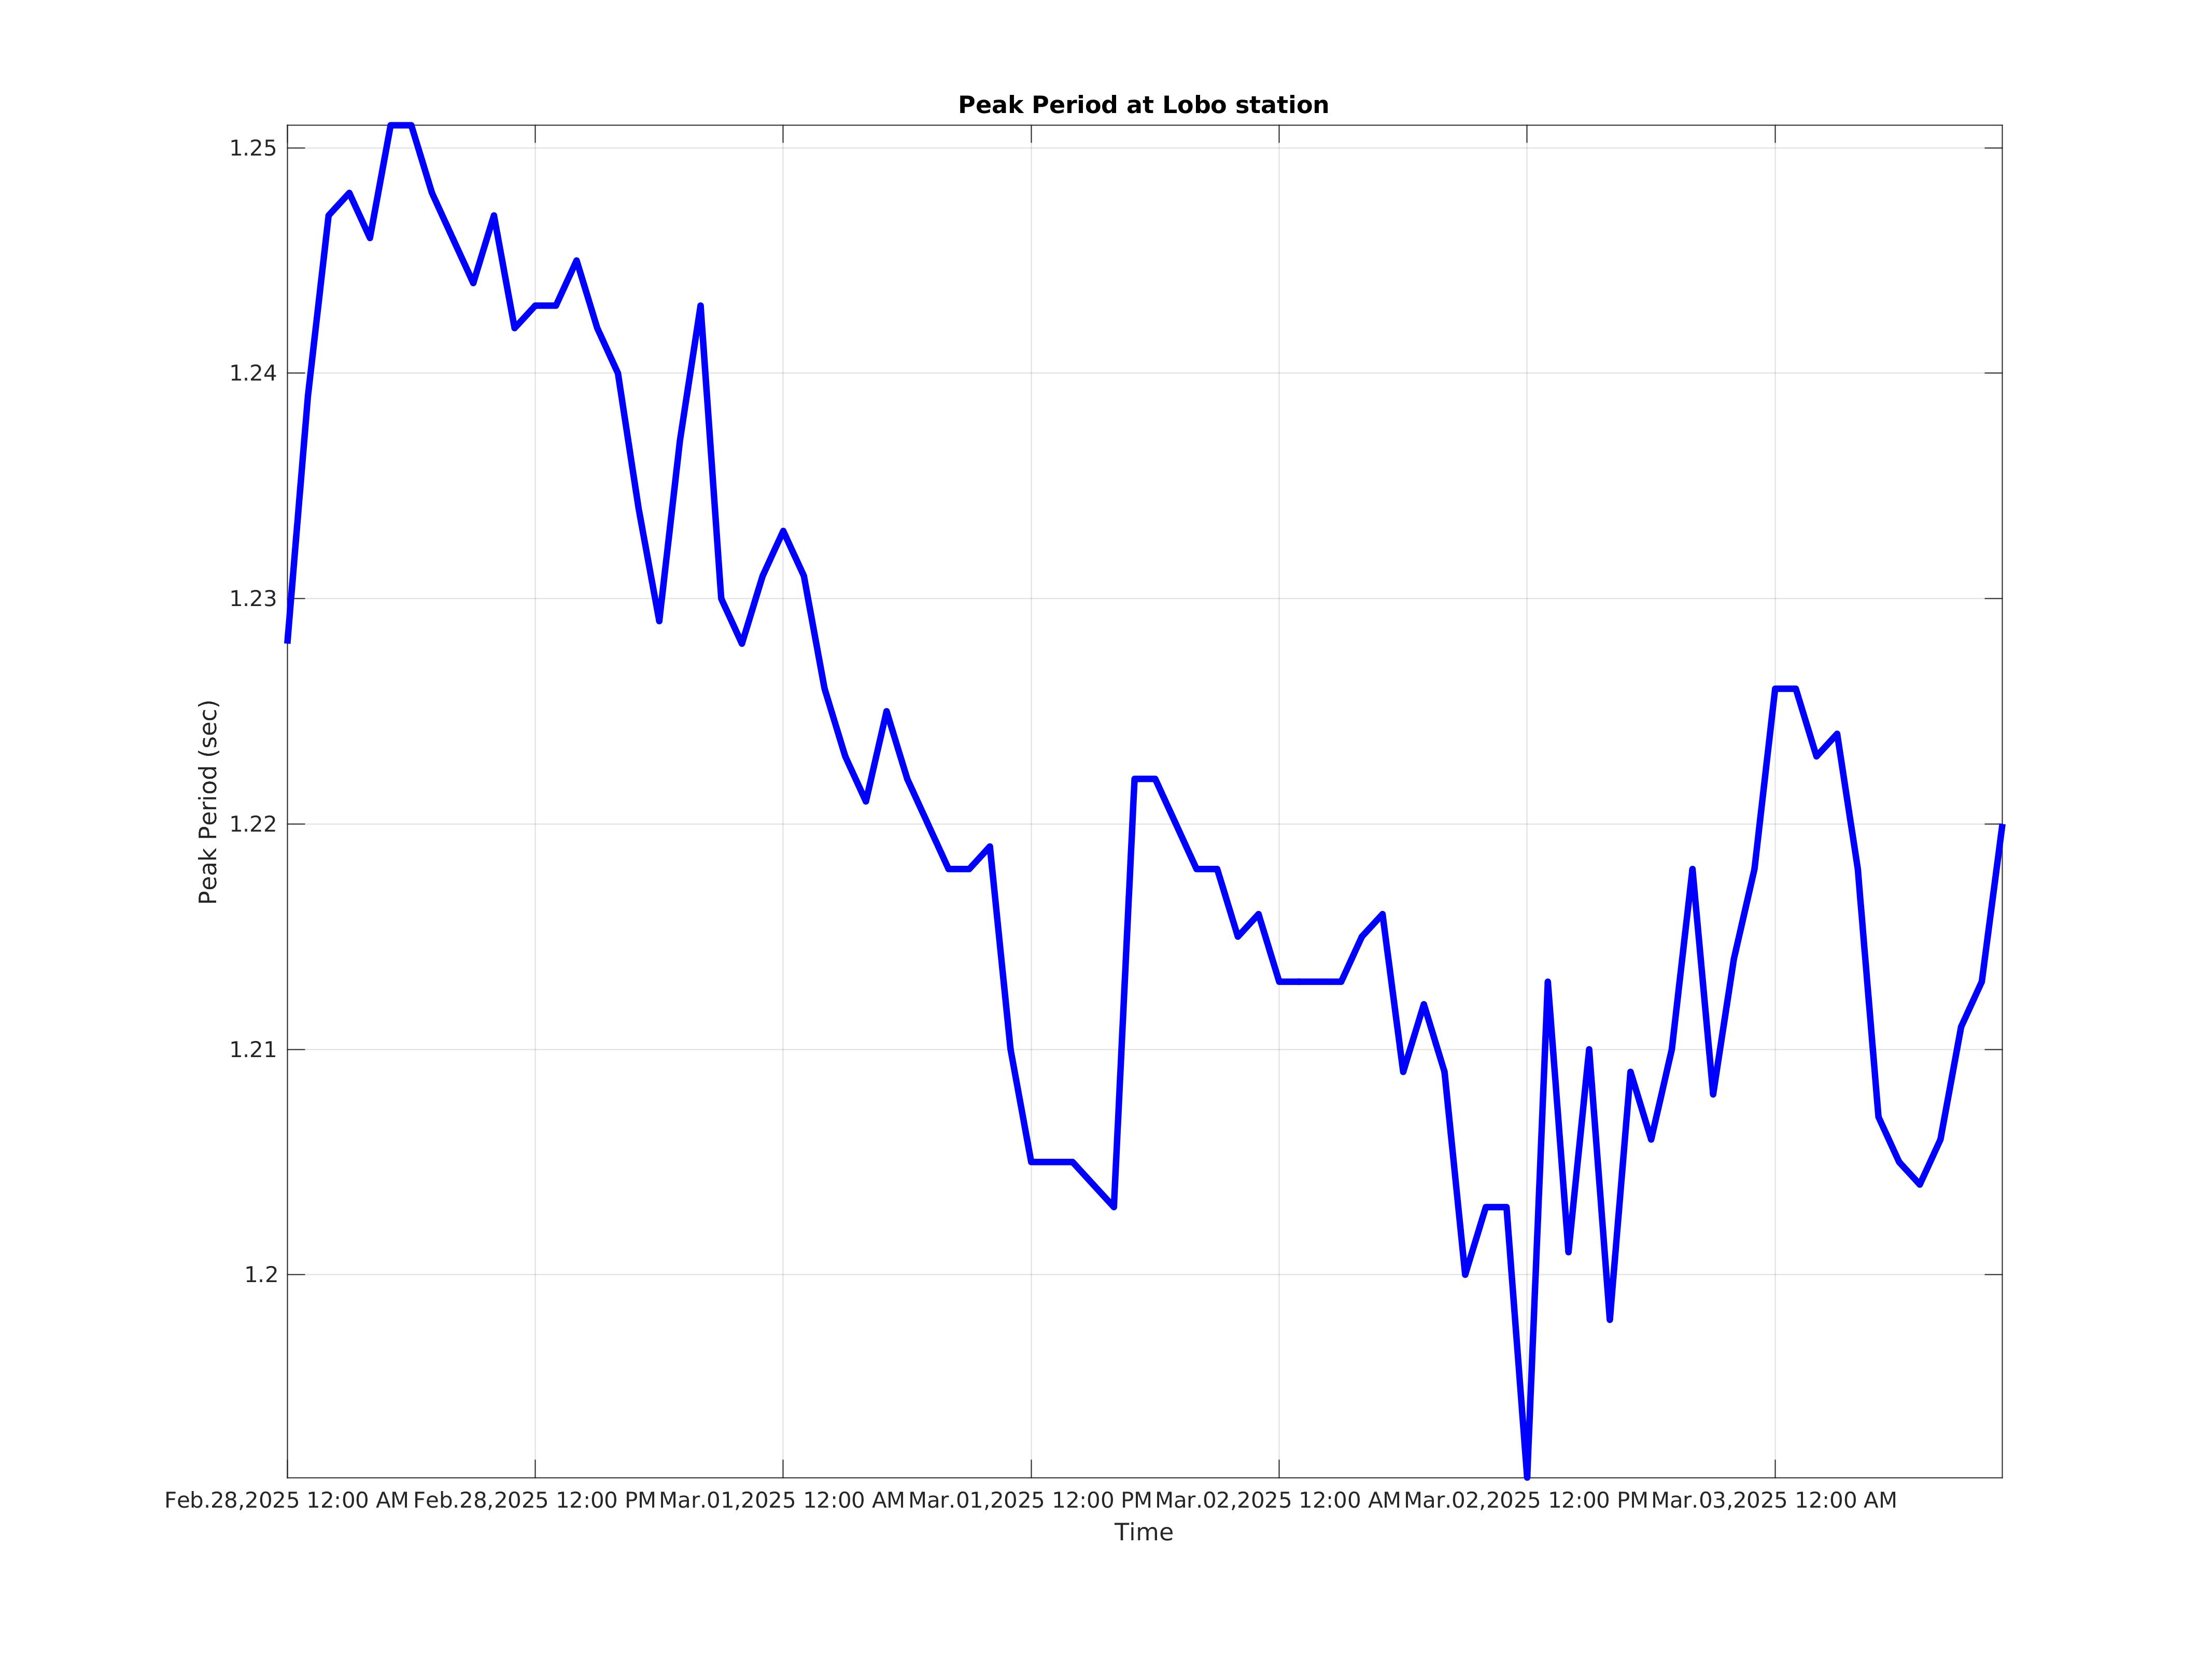 Peak Period at Lobo station
1.25
1.24
1.23
1.22
1.21
1.2
Peak Period (sec)
Feb.28,2025 12:00 AM Feb.28,2025 12:00 PM Mar.01,2025 12:00 AM Mar.01,2025 12:00 PM Mar.02,2025 12:00 AM Mar.02,2025 12:00 PM Mar.03,2025 12:00 AM
Time